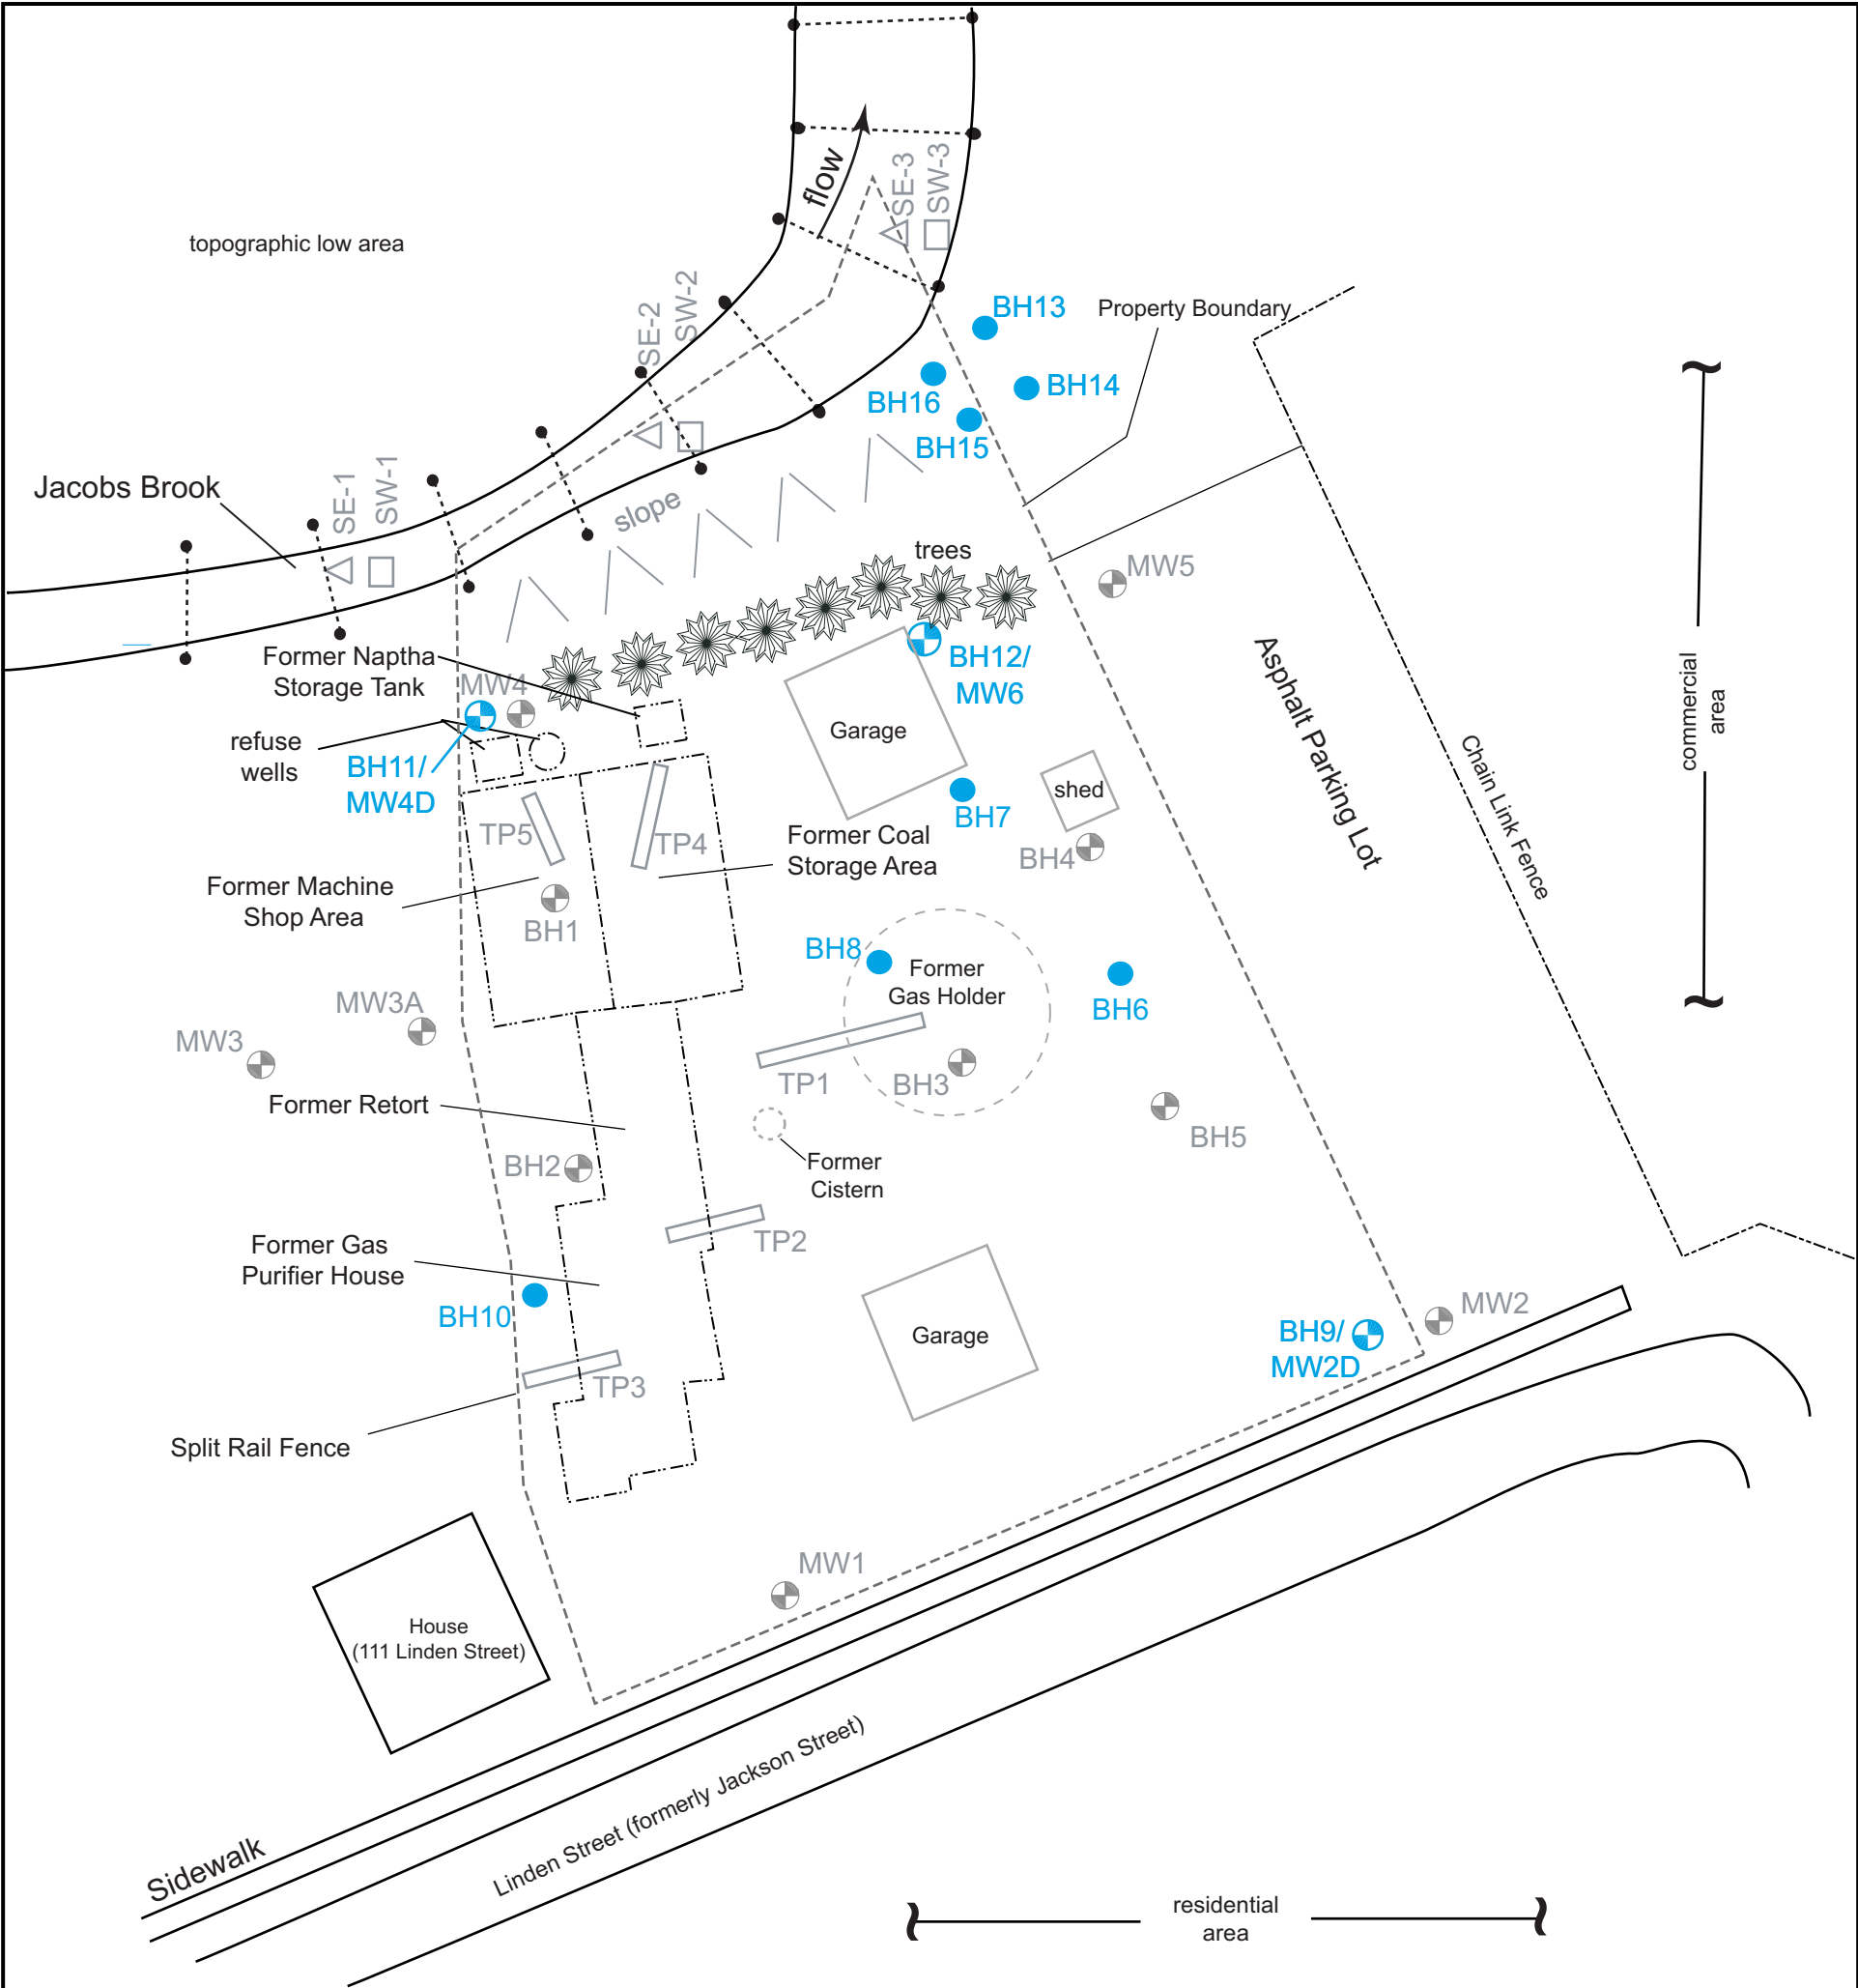 flow
SE-3
SW-3
topographic low area
SE-2
SW-2
BH13
Property Boundary
BH16
BH14
BH15
Jacobs Brook
SE-1
SW-1
slope
trees
MW5
Former Naptha
Storage Tank
MW4
BH12/
MW6
Garage
refuse
wells
BH11/
MW4D
Asphalt Parking Lot
commercial
area
Chain Link Fence
shed
BH7
TP5
TP4
Former Coal
Storage Area
BH4
Former Machine
Shop Area
BH1
BH8
Former
Gas Holder
BH6
MW3A
MW3
TP1
BH3
Former Retort
BH5
BH2
Former
Cistern
TP2
Former Gas
Purifier House
BH10
Garage
BH9/
MW2D
MW2
TP3
Split Rail Fence
MW1
House
(111 Linden Street)
Linden Street (formerly Jackson Street)
Sidewalk
residential
area